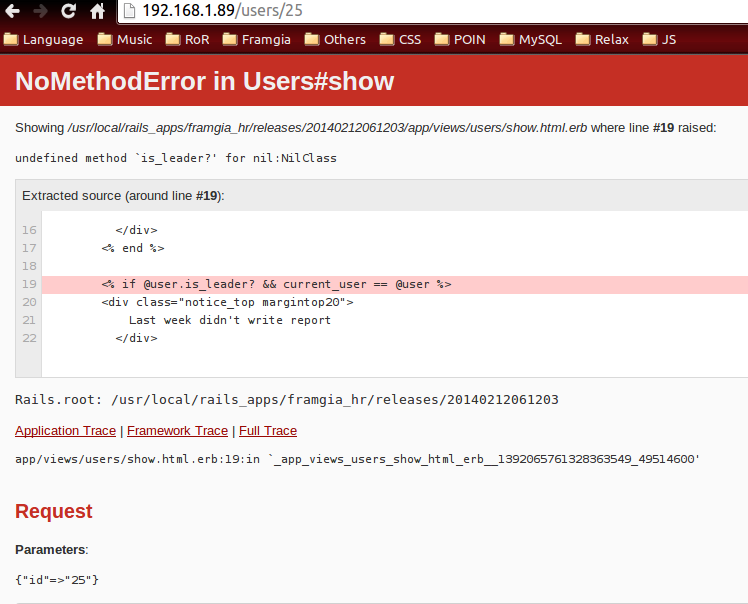 192.168.1.89/users/25
Language Music RoR Framgia Others CSS POIN MySQL Relax JS
NoMethodError in Users#show
Showing /usr/local/rails_apps/framgia_hr/releases/20140212061203/app/views/users/show.html.erb where line #19 raised:
undefined method `is_leader?' for nil:NilClass
Extracted source (around line #19):
16 </div>
17 <% end %>
18
19 <% if @user.is_leader? && current_user == @user %>
20 <div class="notice_top margintop20">
21 Last week didn't write report
22 </div>
Rails.root: /usr/local/rails_apps/framgia_hr/releases/20140212061203
Application Trace | Framework Trace | Full Trace
app/views/users/show.html.erb:19:in `_app_views_users_show_html_erb__1392065761328363549_49514600'
Request
Parameters:
{"id"=>"25"}